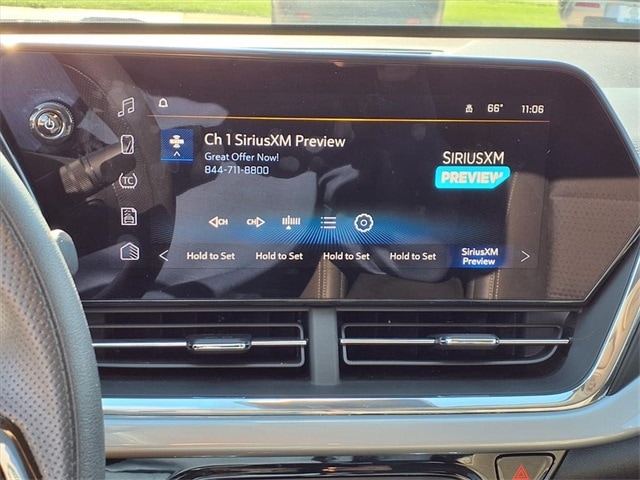 66° 11:06
Ch 1 SiriusXM Preview
Great Offer Now!
844-711-8800
SIRIUSXM
PREVIEW
TC
CH CH
Hold to Set Hold to Set Hold to Set Hold to Set SiriusXM
Preview